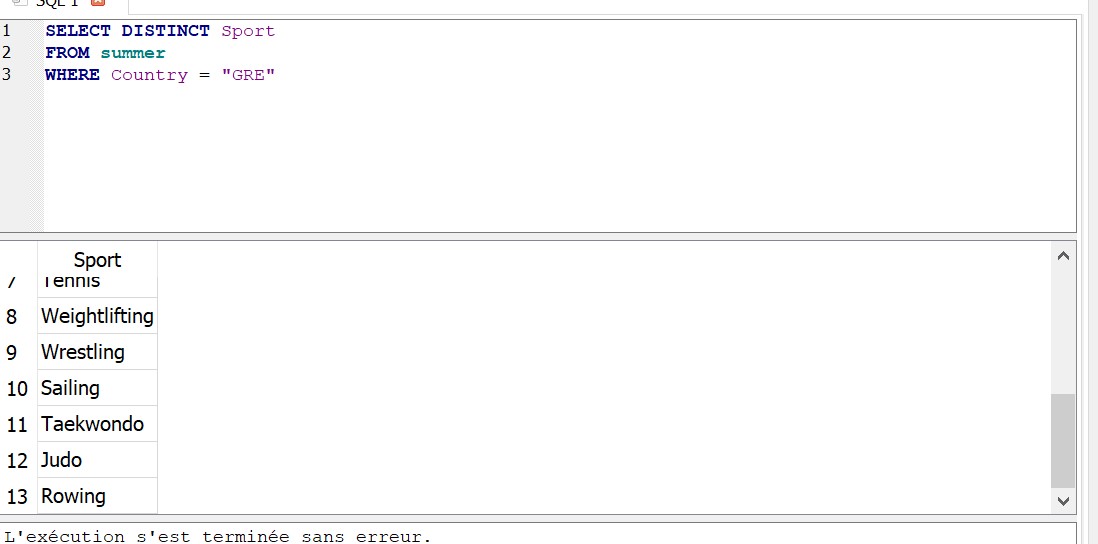 SQL 1
1 SELECT DISTINCT Sport
2 FROM summer
3 WHERE Country = "GRE"
Sport
7 Tennis
8 Weightlifting
9 Wrestling
10 Sailing
11 Taekwondo
12 Judo
13 Rowing
L'exécution s'est terminée sans erreur.